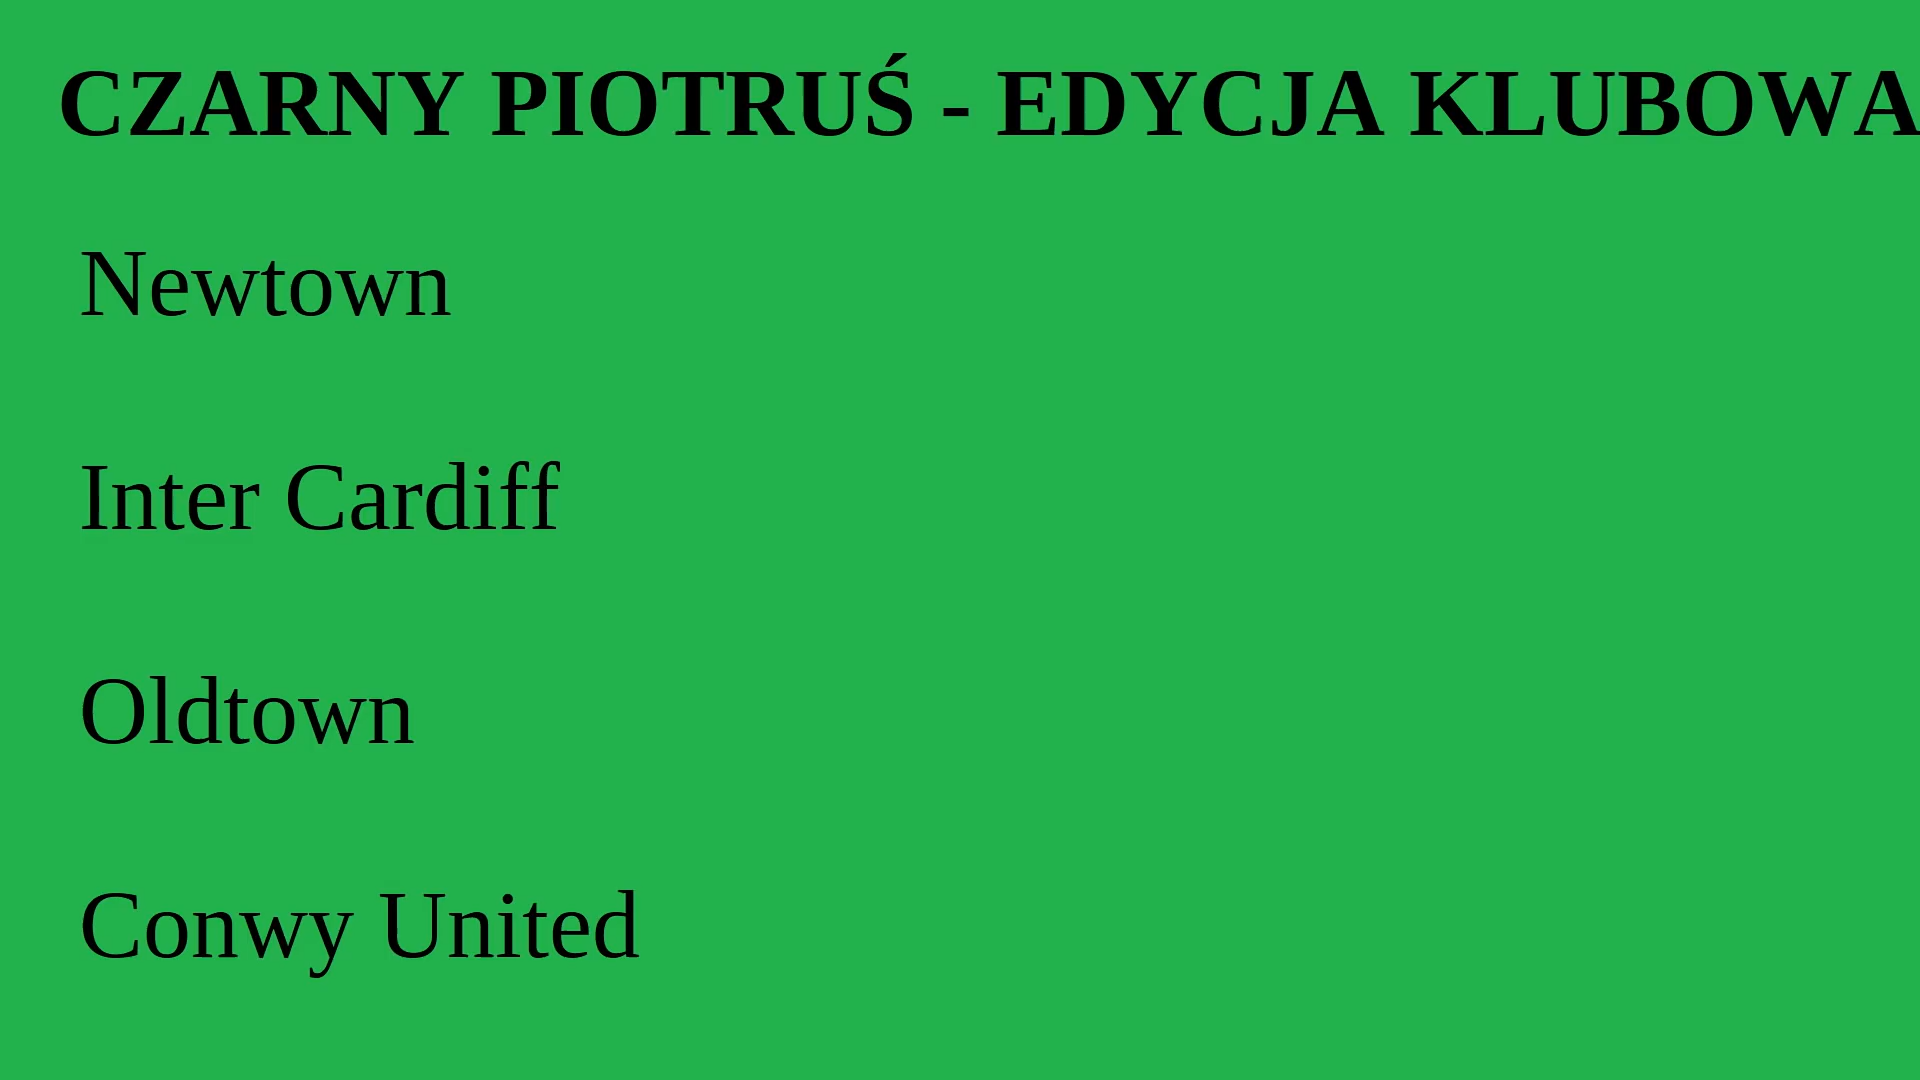 CZARNY PIOTRUŚ - EDYCJA KLUBOWA
Newtown
Inter Cardiff
Oldtown
Conwy United